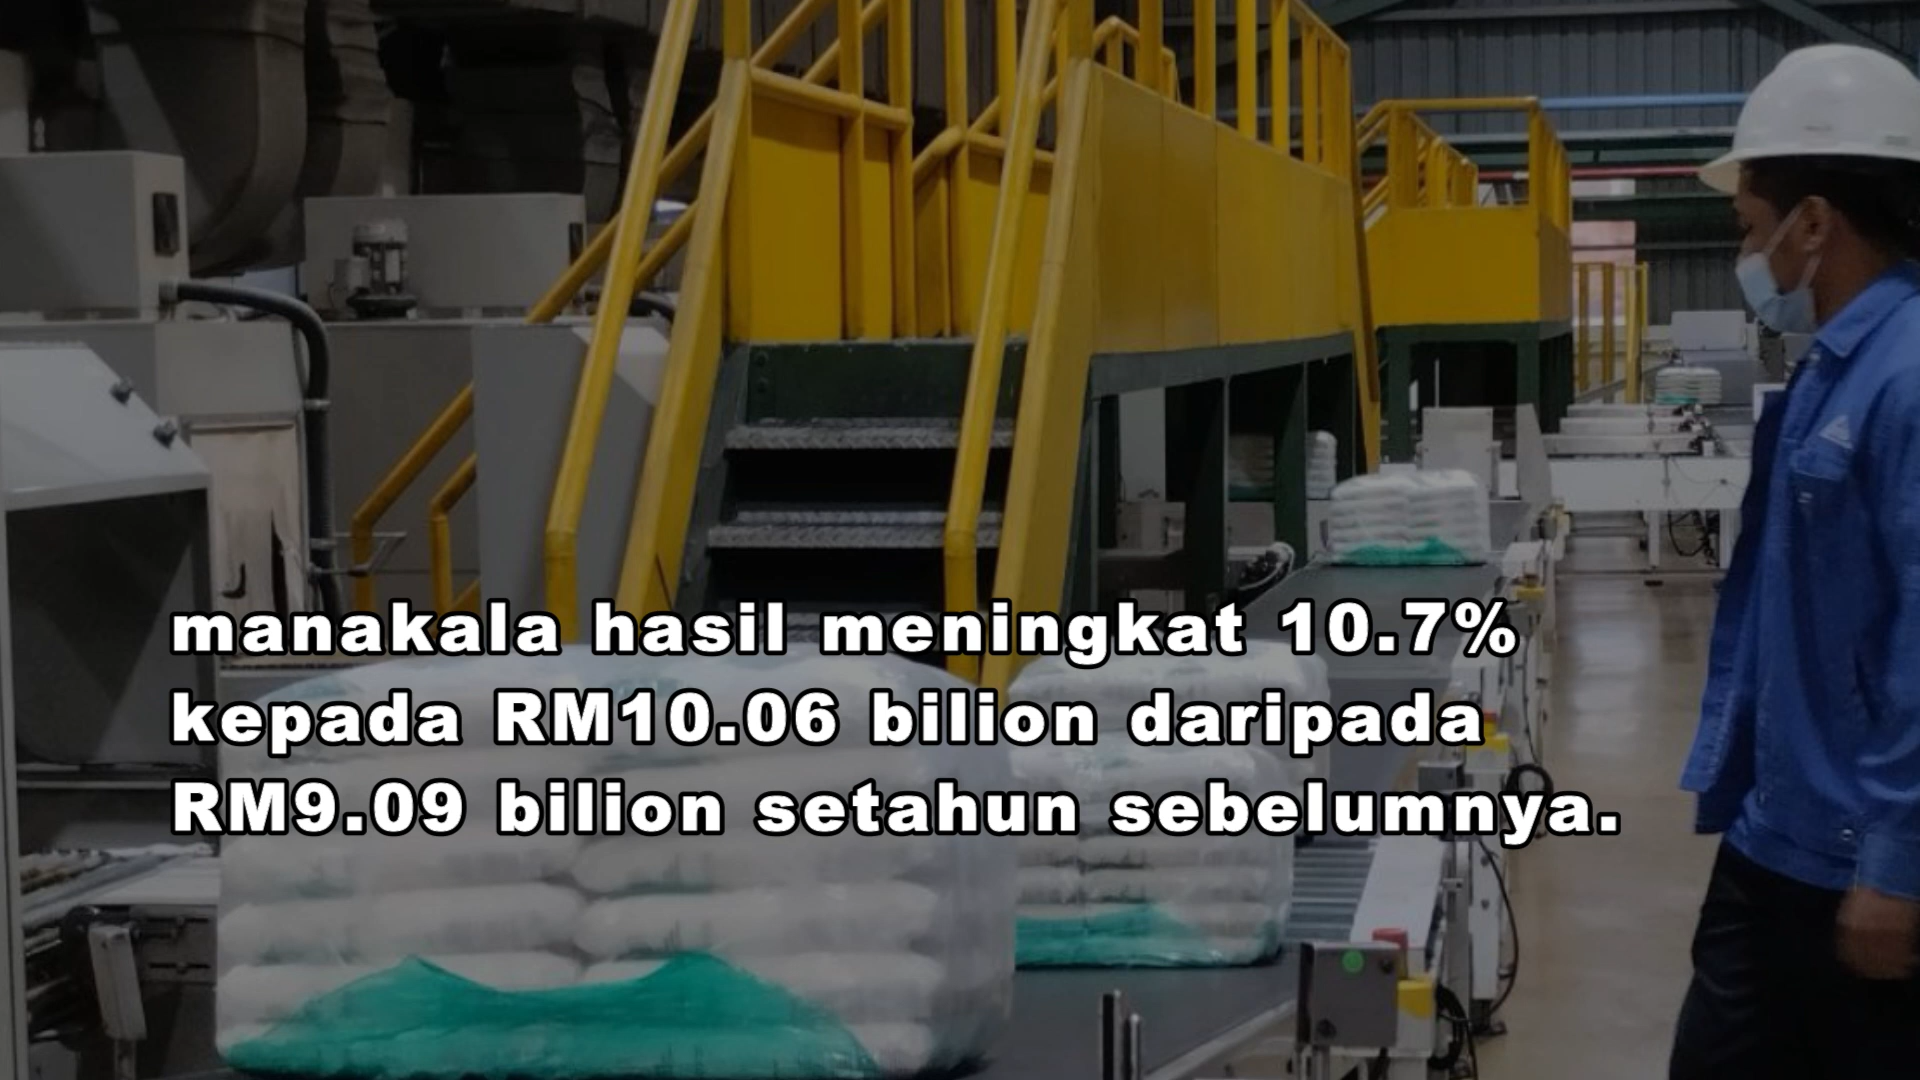 manakala hasil meningkat 10.7%
kepada RM10.06 bilion daripada
RM9.09 bilion setahun sebelumnya.